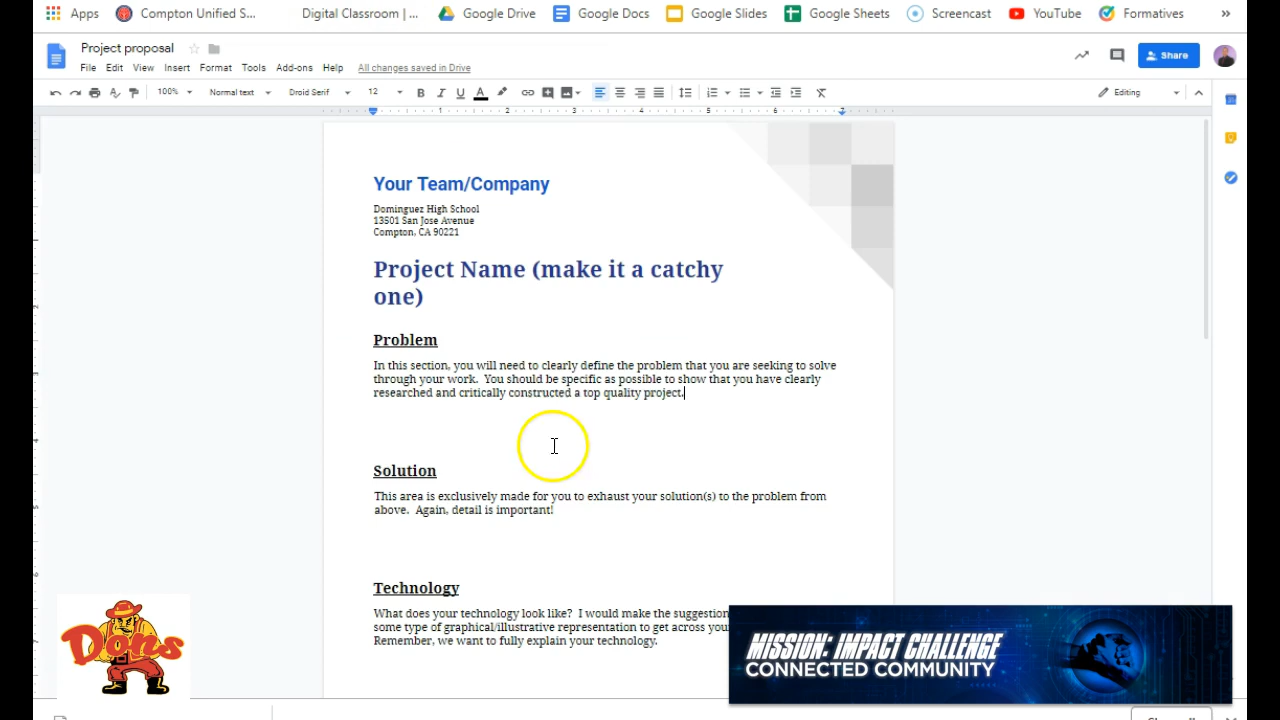 Apps
Compton Unified S...
Digital Classroom | ...
Google Drive
Google Docs
Google Slides
Google Sheets
Screencast
YouTube
Formatives
»
Project proposal
File Edit View Insert Format Tools Add-ons Help All changes saved in Drive
Share
100% Normal text Droid Serif 12 B I U A Editing
1 2 3 4 5 6 7
Your Team/Company
Dominguez High School
13501 San Jose Avenue
Compton, CA 90221
Project Name (make it a catchy
one)
Problem
In this section, you will need to clearly define the problem that you are seeking to solve
through your work.  You should be specific as possible to show that you have clearly
researched and critically constructed a top quality project.
Solution
This area is exclusively made for you to exhaust your solution(s) to the problem from
above.  Again, detail is important!
Technology
What does your technology look like?  I would make the suggestion
some type of graphical/illustrative representation to get across your
Remember, we want to fully explain your technology.
Dons
MISSION: IMPACT CHALLENGE
CONNECTED COMMUNITY